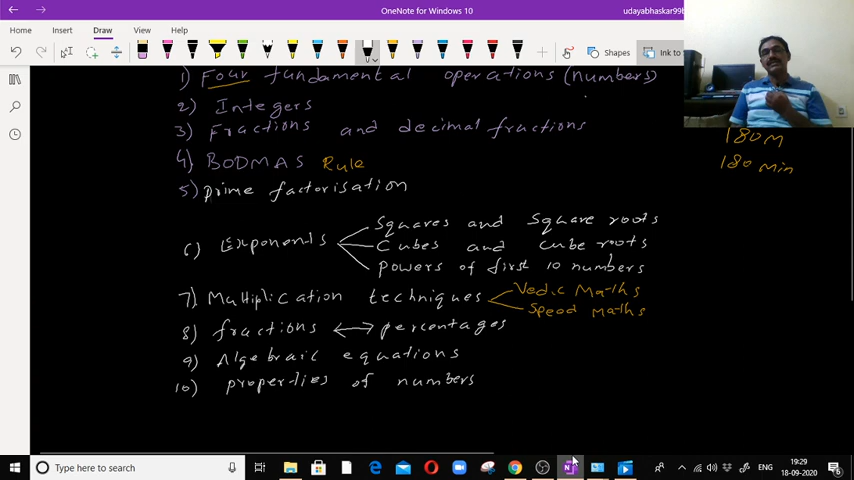 OneNote for Windows 10
udayabhaskar99
Home Insert Draw View Help
Shapes
Ink to
1) Four fundamental operations (numbers)
2) Integers
3) Fractions and decimal fractions
180 M
4) BODMAS Rule
180 min
5) prime factorisation
6) Exponents
Squares and Square roots
Cubes and cube roots
powers of first 10 numbers
7) Multiplication techniques
Vedic Maths
Speed Maths
8) fractions ↔ percentages
9) Algebraic equations
10) properties of numbers
Type here to search
ENG
19:29
18-09-2020